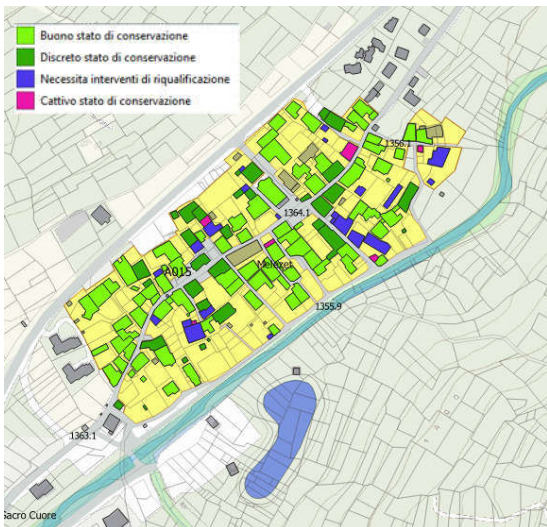 Buono stato di conservazione
Discreto stato di conservazione
Necessita interventi di riqualificazione
Cattivo stato di conservazione
1356.1
1364.1
Melezet
A015
1355.9
1363.1
Sacro Cuore